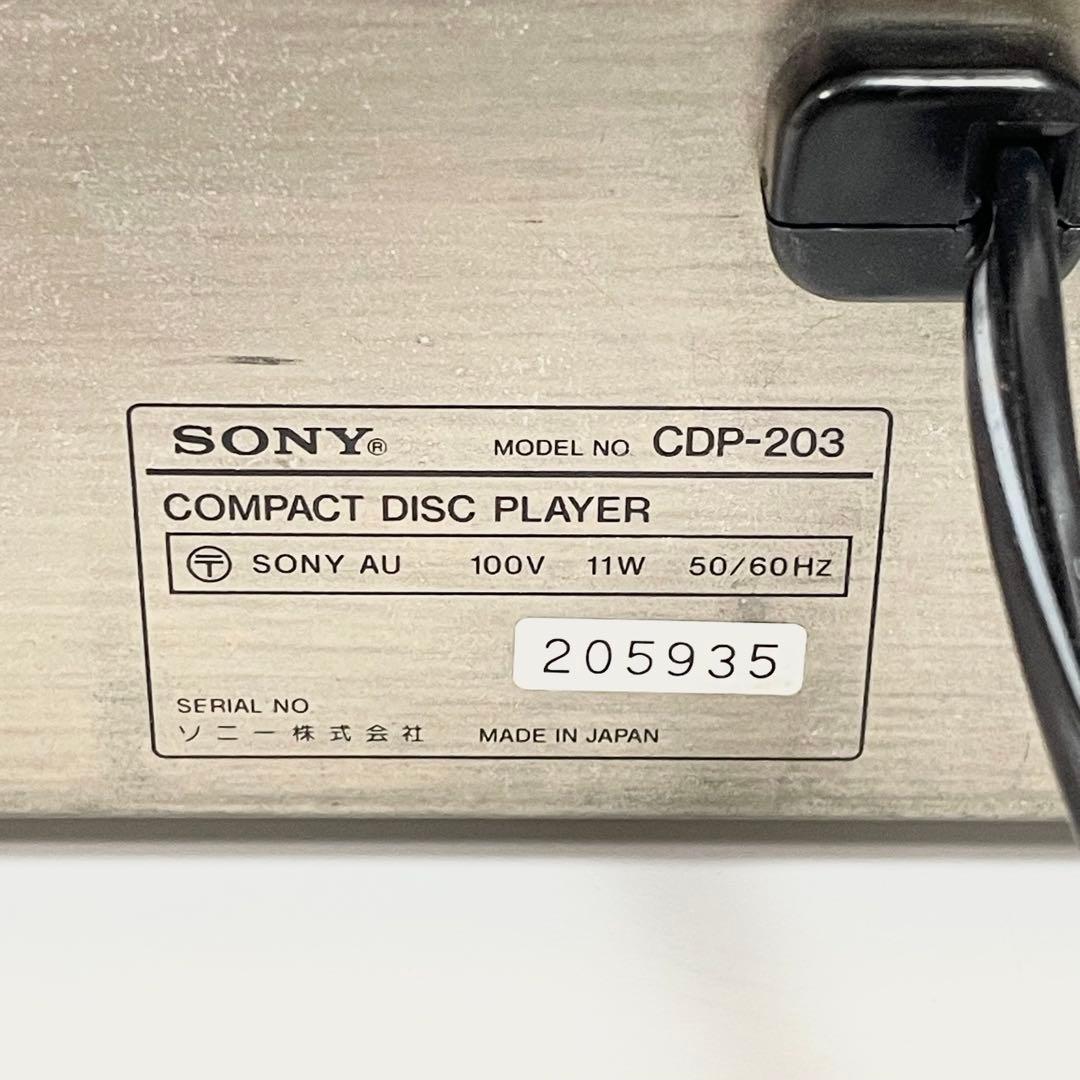 SONY® MODEL NO. CDP-203
COMPACT DISC PLAYER
〒 SONY AU 100V 11W 50/60HZ
205935
SERIAL NO.
ソニー株式会社 MADE IN JAPAN